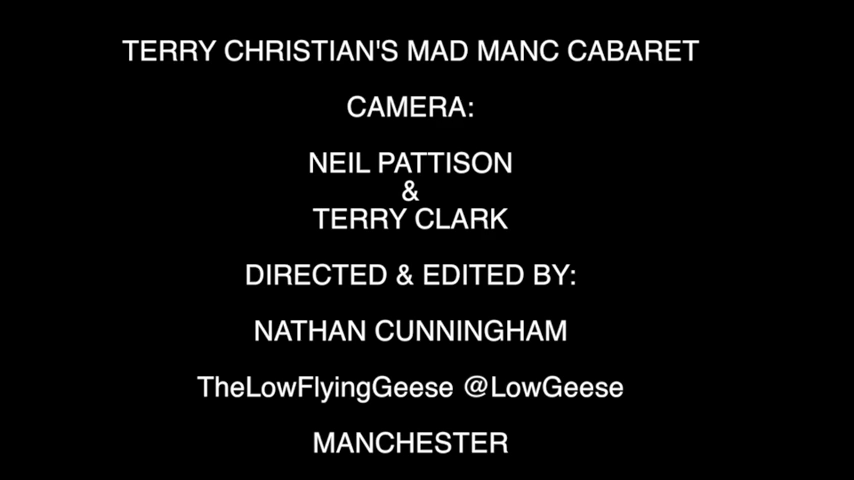 TERRY CHRISTIAN'S MAD MANC CABARET
CAMERA:
NEIL PATTISON
&
TERRY CLARK
DIRECTED & EDITED BY:
NATHAN CUNNINGHAM
TheLowFlyingGeese @LowGeese
MANCHESTER